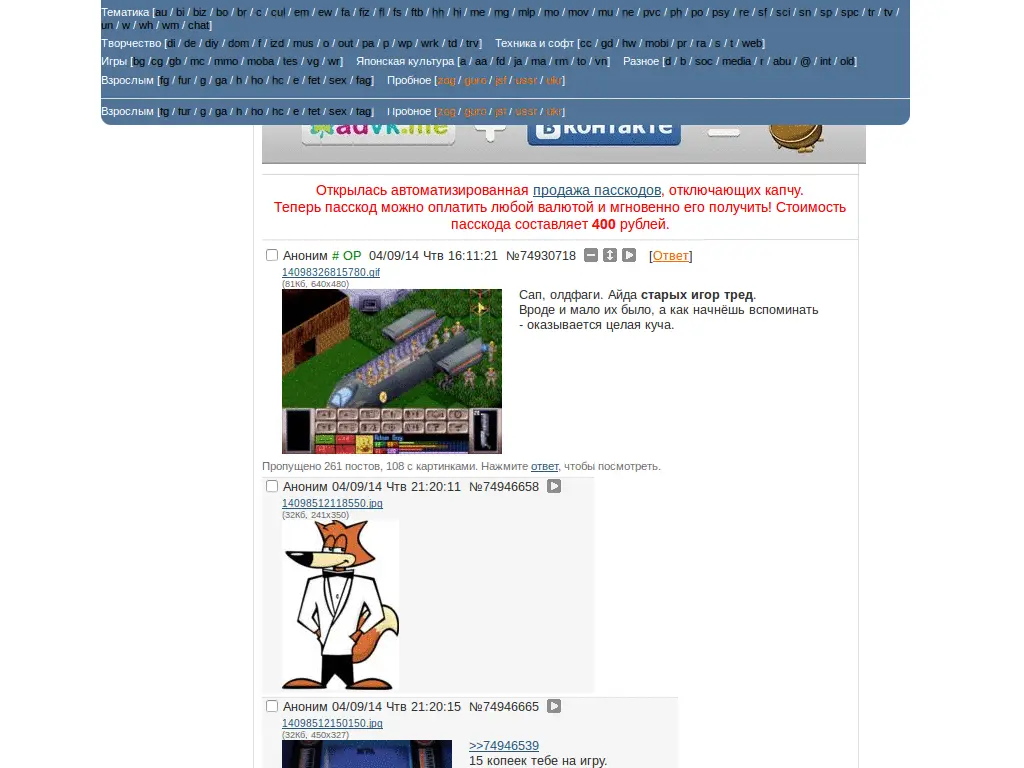 Тематика [au / bi / biz / bo / br / c / cul / em / ew / fa / fiz / fl / fs / ftb / hh / hi / me / mg / mlp / mo / mov / mu / ne / pvc / ph / po / psy / re / sf / sci / sn / sp / spc / tr / tv /
un / w / wh / wm / chat]
Творчество [di / de / diy / dom / f / izd / mus / o / out / pa / p / wp / wrk / td / trv] Техника и софт [cc / gd / hw / mobi / pr / ra / s / t / web]
Игры [bg /cg /gb / mc / mmo / moba / tes / vg / wr] Японская культура [a / aa / fd / ja / ma / rm / to / vn] Разное [d / b / soc / media / r / abu / @ / int / old]
Взрослым [fg / fur / g / ga / h / ho / hc / e / fet / sex / fag] Пробное [zog / guro / jsf / ussr / ukr]
Взрослым [fg / fur / g / ga / h / ho / hc / e / fet / sex / fag] Пробное [zog / guro / jsf / ussr / ukr]
advk.me + В контакте
Открылась автоматизированная продажа пасскодов, отключающих капчу.
Теперь пасскод можно оплатить любой валютой и мгновенно его получить! Стоимость
пасскода составляет 400 рублей.
Аноним # OP 04/09/14 Чтв 16:11:21 №74930718 [Ответ]
14098326815780.gif
(81Кб, 640x480)
Сап, олдфаги. Айда старых игор тред.
Вроде и мало их было, а как начнёшь вспоминать
- оказывается целая куча.
Пропущено 261 постов, 108 с картинками. Нажмите ответ, чтобы посмотреть.
Аноним 04/09/14 Чтв 21:20:11 №74946658
14098512118550.jpg
(32Кб, 241x350)
Аноним 04/09/14 Чтв 21:20:15 №74946665
14098512150150.jpg
(32Кб, 450x327)
>>74946539
15 копеек тебе на игру.